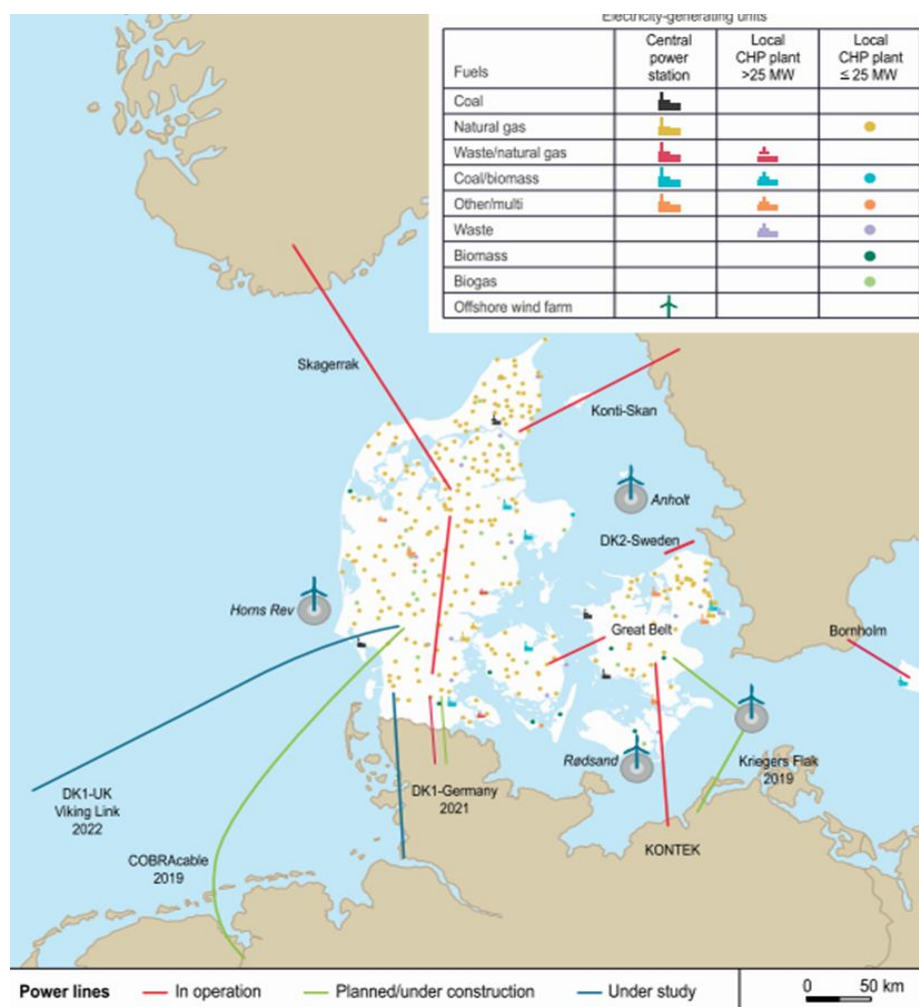 Electricity-generating units
Fuels
Central
power
station
Local
CHP plant
>25 MW
Local
CHP plant
≤ 25 MW
Coal
Natural gas
Waste/natural gas
Coal/biomass
Other/multi
Waste
Biomass
Biogas
Offshore wind farm
Skagerrak
Konti-Skan
Anholt
DK2-Sweden
Horns Rev
Great Belt
Bornholm
Rødsand
Kriegers Flak
2019
DK1-UK
Viking Link
2022
DK1-Germany
2021
COBRAcable
2019
KONTEK
Power lines
In operation
Planned/under construction
Under study
0 50 km